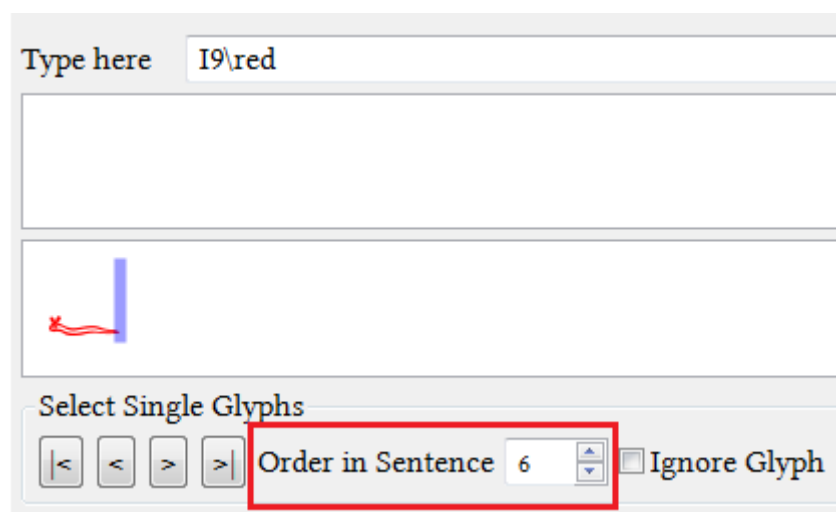 Type here I9\red
Select Single Glyphs
|< < > >| Order in Sentence 6 Ignore Glyph